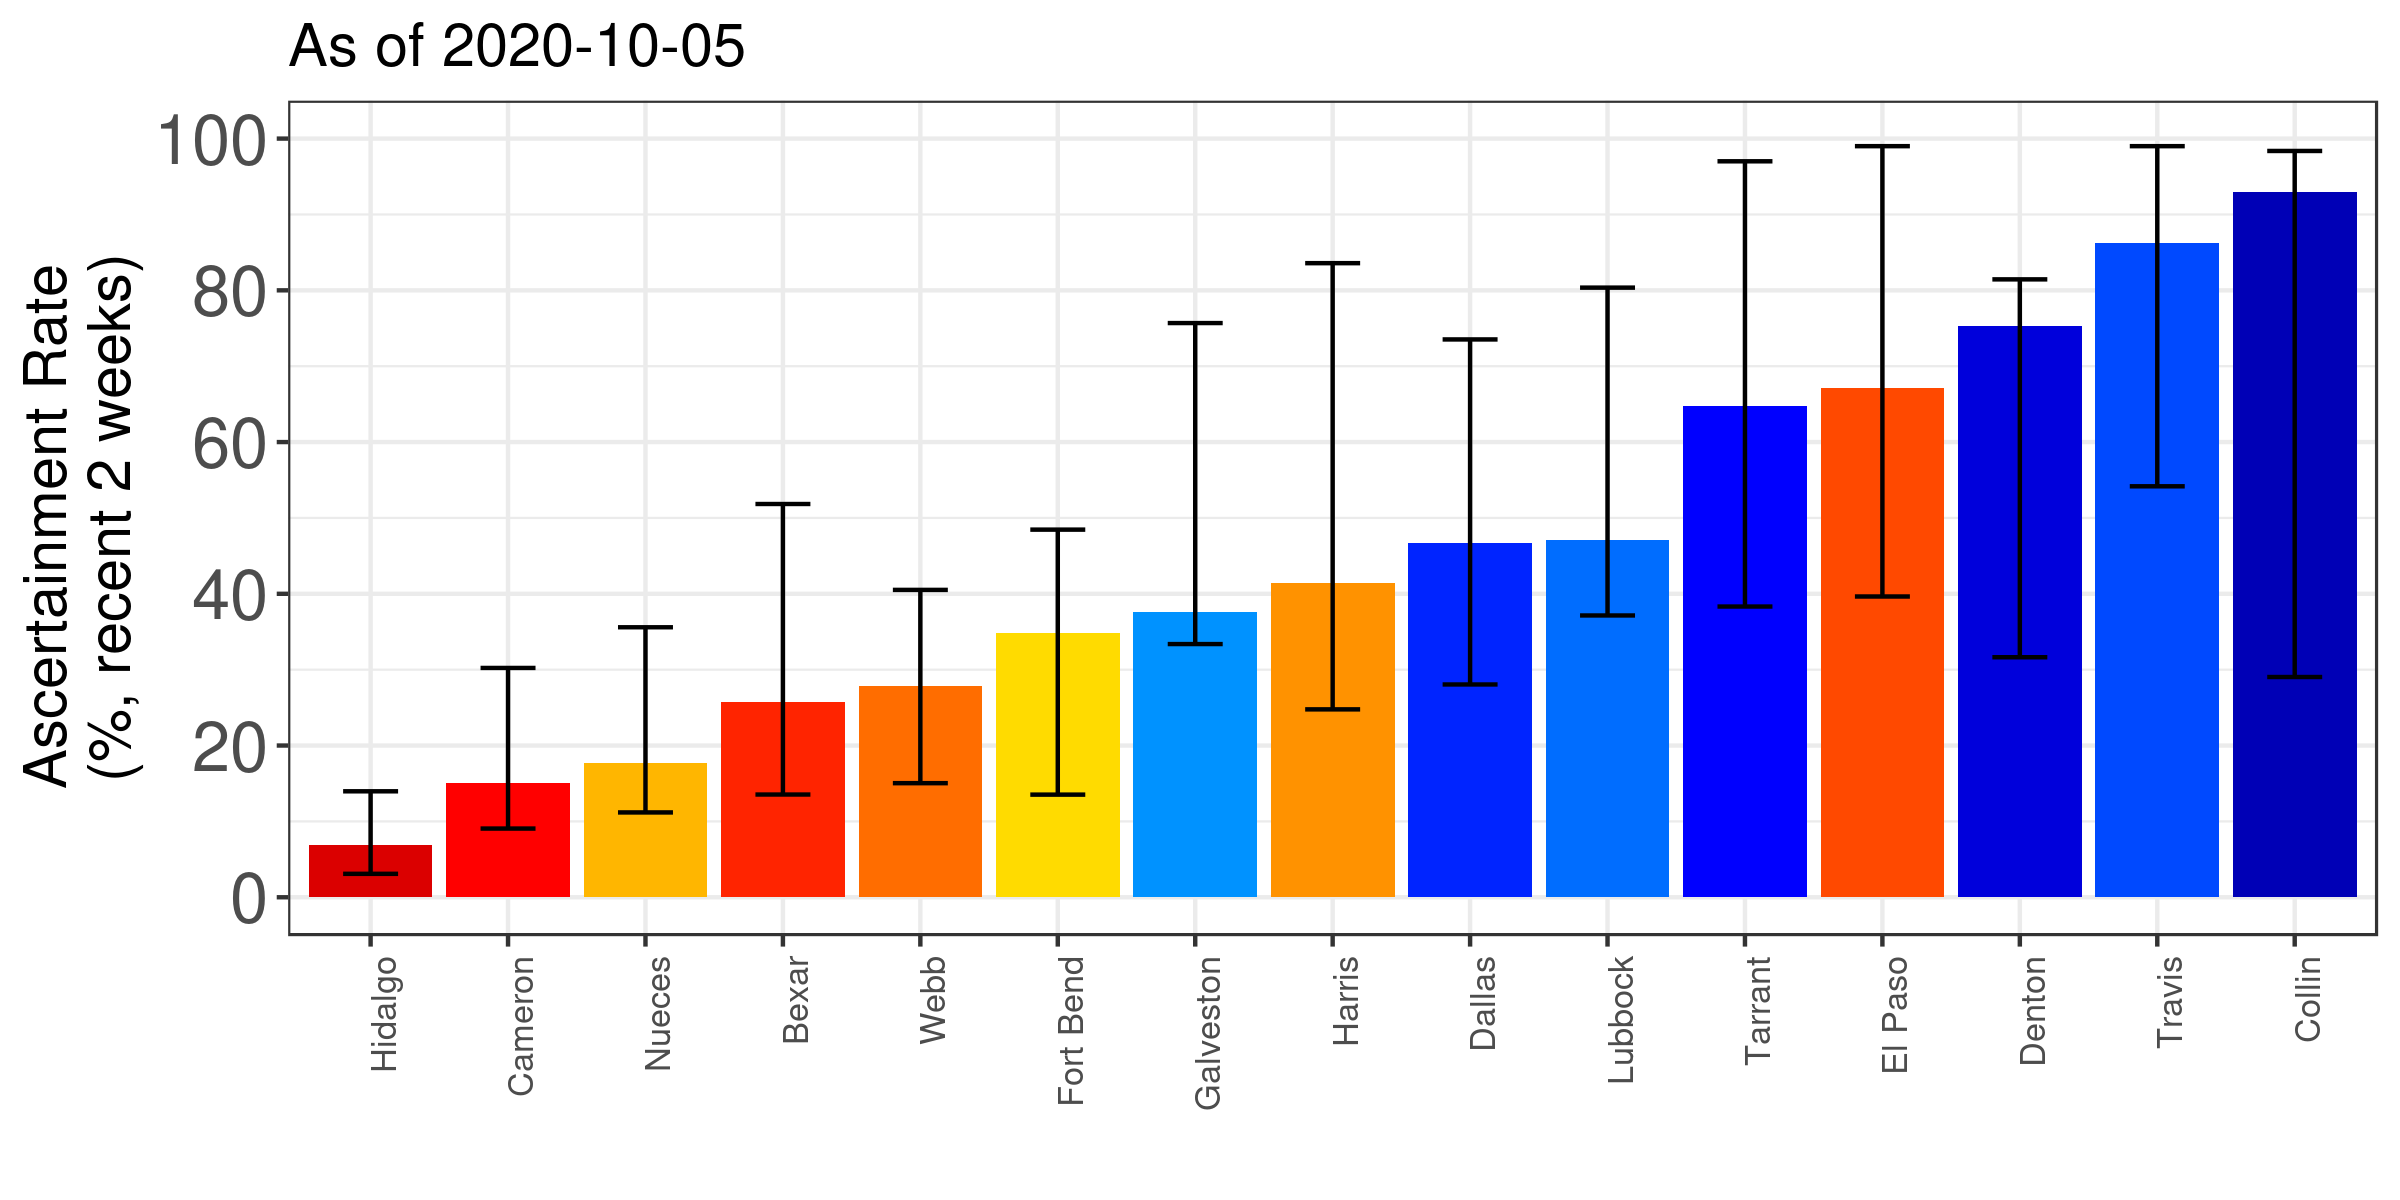 As of 2020-10-05
Ascertainment Rate
(%, recent 2 weeks)
100
80
60
40
20
0
Hidalgo
Cameron
Nueces
Bexar
Webb
Fort Bend
Galveston
Harris
Dallas
Lubbock
Tarrant
El Paso
Denton
Travis
Collin